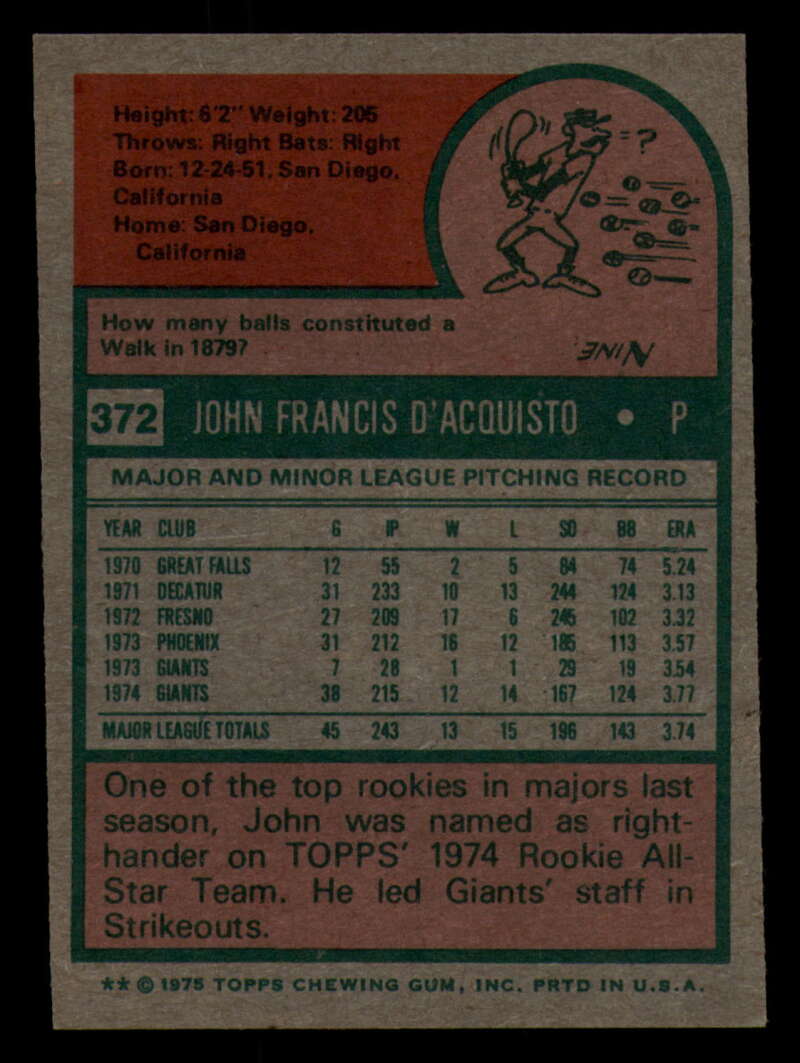 Height: 6'2" Weight: 205
Throws: Right Bats: Right
Born: 12-24-51, San Diego,
California
Home: San Diego,
California
= ?
How many balls constituted a
Walk in 1879?
NINE
372 JOHN FRANCIS D'ACQUISTO • P
MAJOR AND MINOR LEAGUE PITCHING RECORD
YEAR CLUB G IP W L SO BB ERA
1970 GREAT FALLS 12 55 2 5 84 74 5.24
1971 DECATUR 31 233 10 13 244 124 3.13
1972 FRESNO 27 209 17 6 245 102 3.32
1973 PHOENIX 31 212 16 12 185 113 3.57
1973 GIANTS 7 28 1 1 29 19 3.54
1974 GIANTS 38 215 12 14 167 124 3.77
MAJOR LEAGUE TOTALS 45 243 13 15 196 143 3.74
One of the top rookies in majors last
season, John was named as right-
hander on TOPPS' 1974 Rookie All-
Star Team. He led Giants' staff in
Strikeouts.
** © 1975 TOPPS CHEWING GUM, INC. PRTD IN U.S.A.